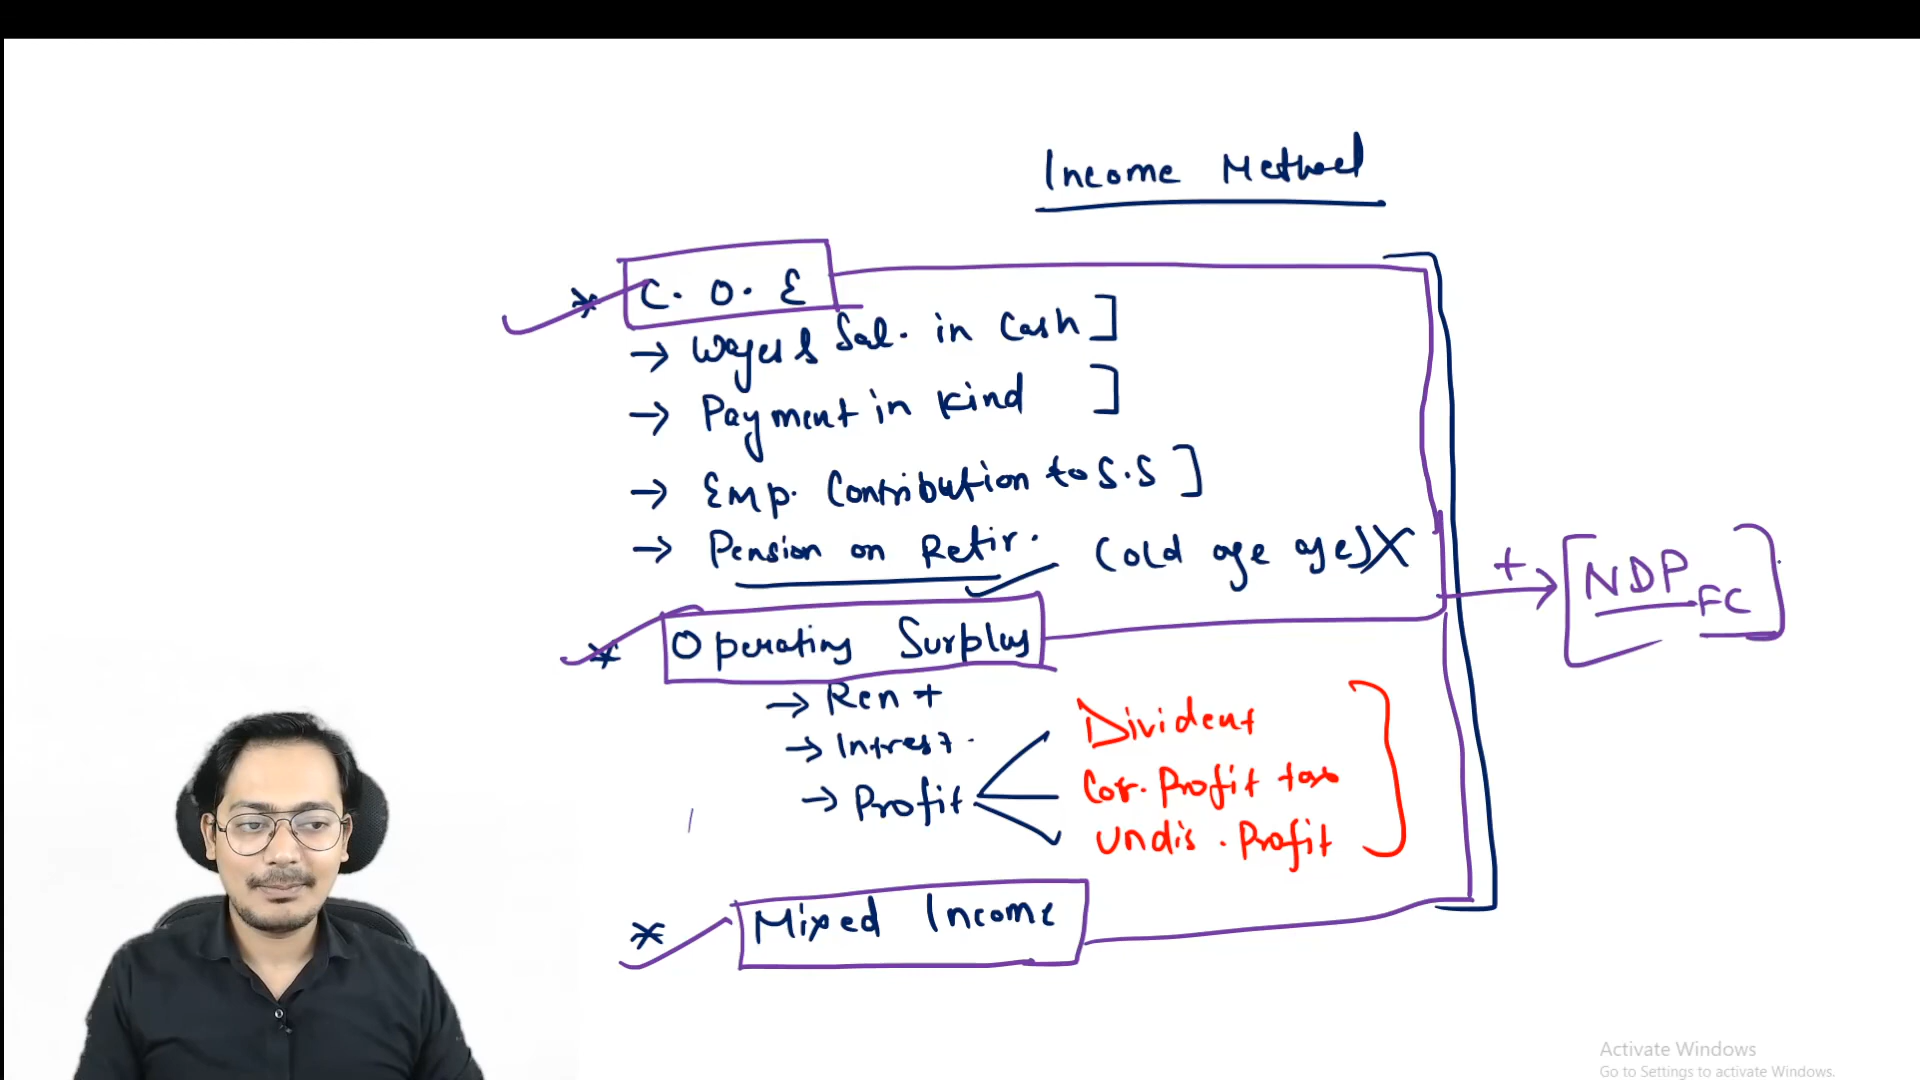 Income Method
* C. O. E
→ Wages & Sal. in Cash ]
→ Payment in Kind ]
→ Emp. Contribution to S.S ]
→ Pension on Retir. (old age age) X
+ → [NDP FC]
* Operating Surplus
→ Rent
→ Intrest.
→ Profit
Divident
Cor. Profit tax
Undis. Profit
* Mixed Income
Activate Windows
Go to Settings to activate Windows.